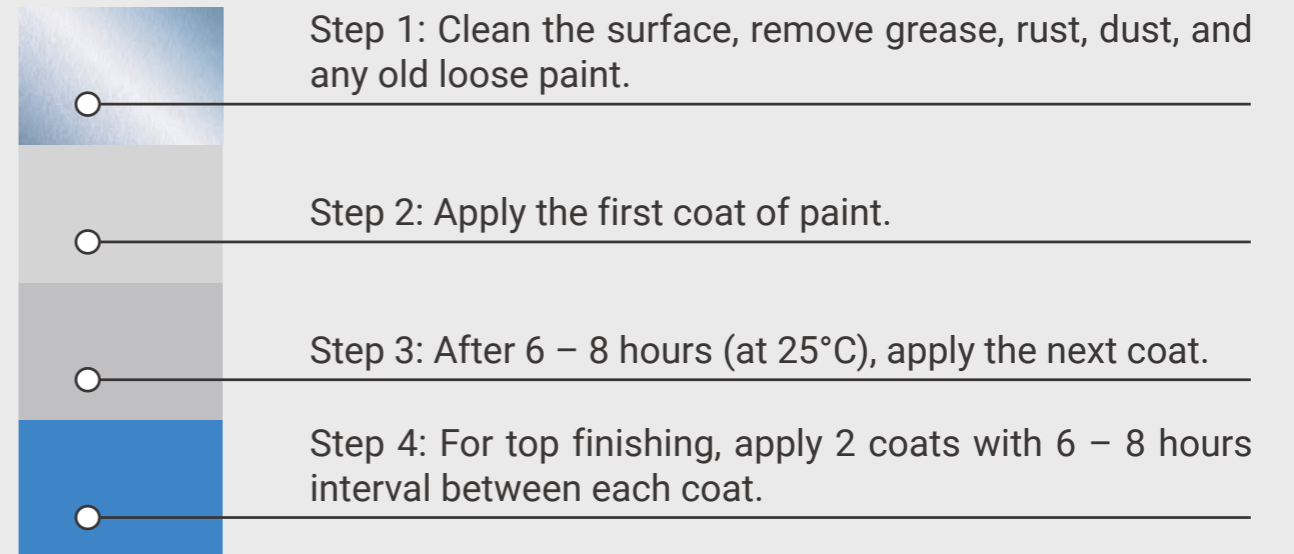 Step 1: Clean the surface, remove grease, rust, dust, and
any old loose paint.
Step 2: Apply the first coat of paint.
Step 3: After 6 – 8 hours (at 25°C), apply the next coat.
Step 4: For top finishing, apply 2 coats with 6 – 8 hours
interval between each coat.